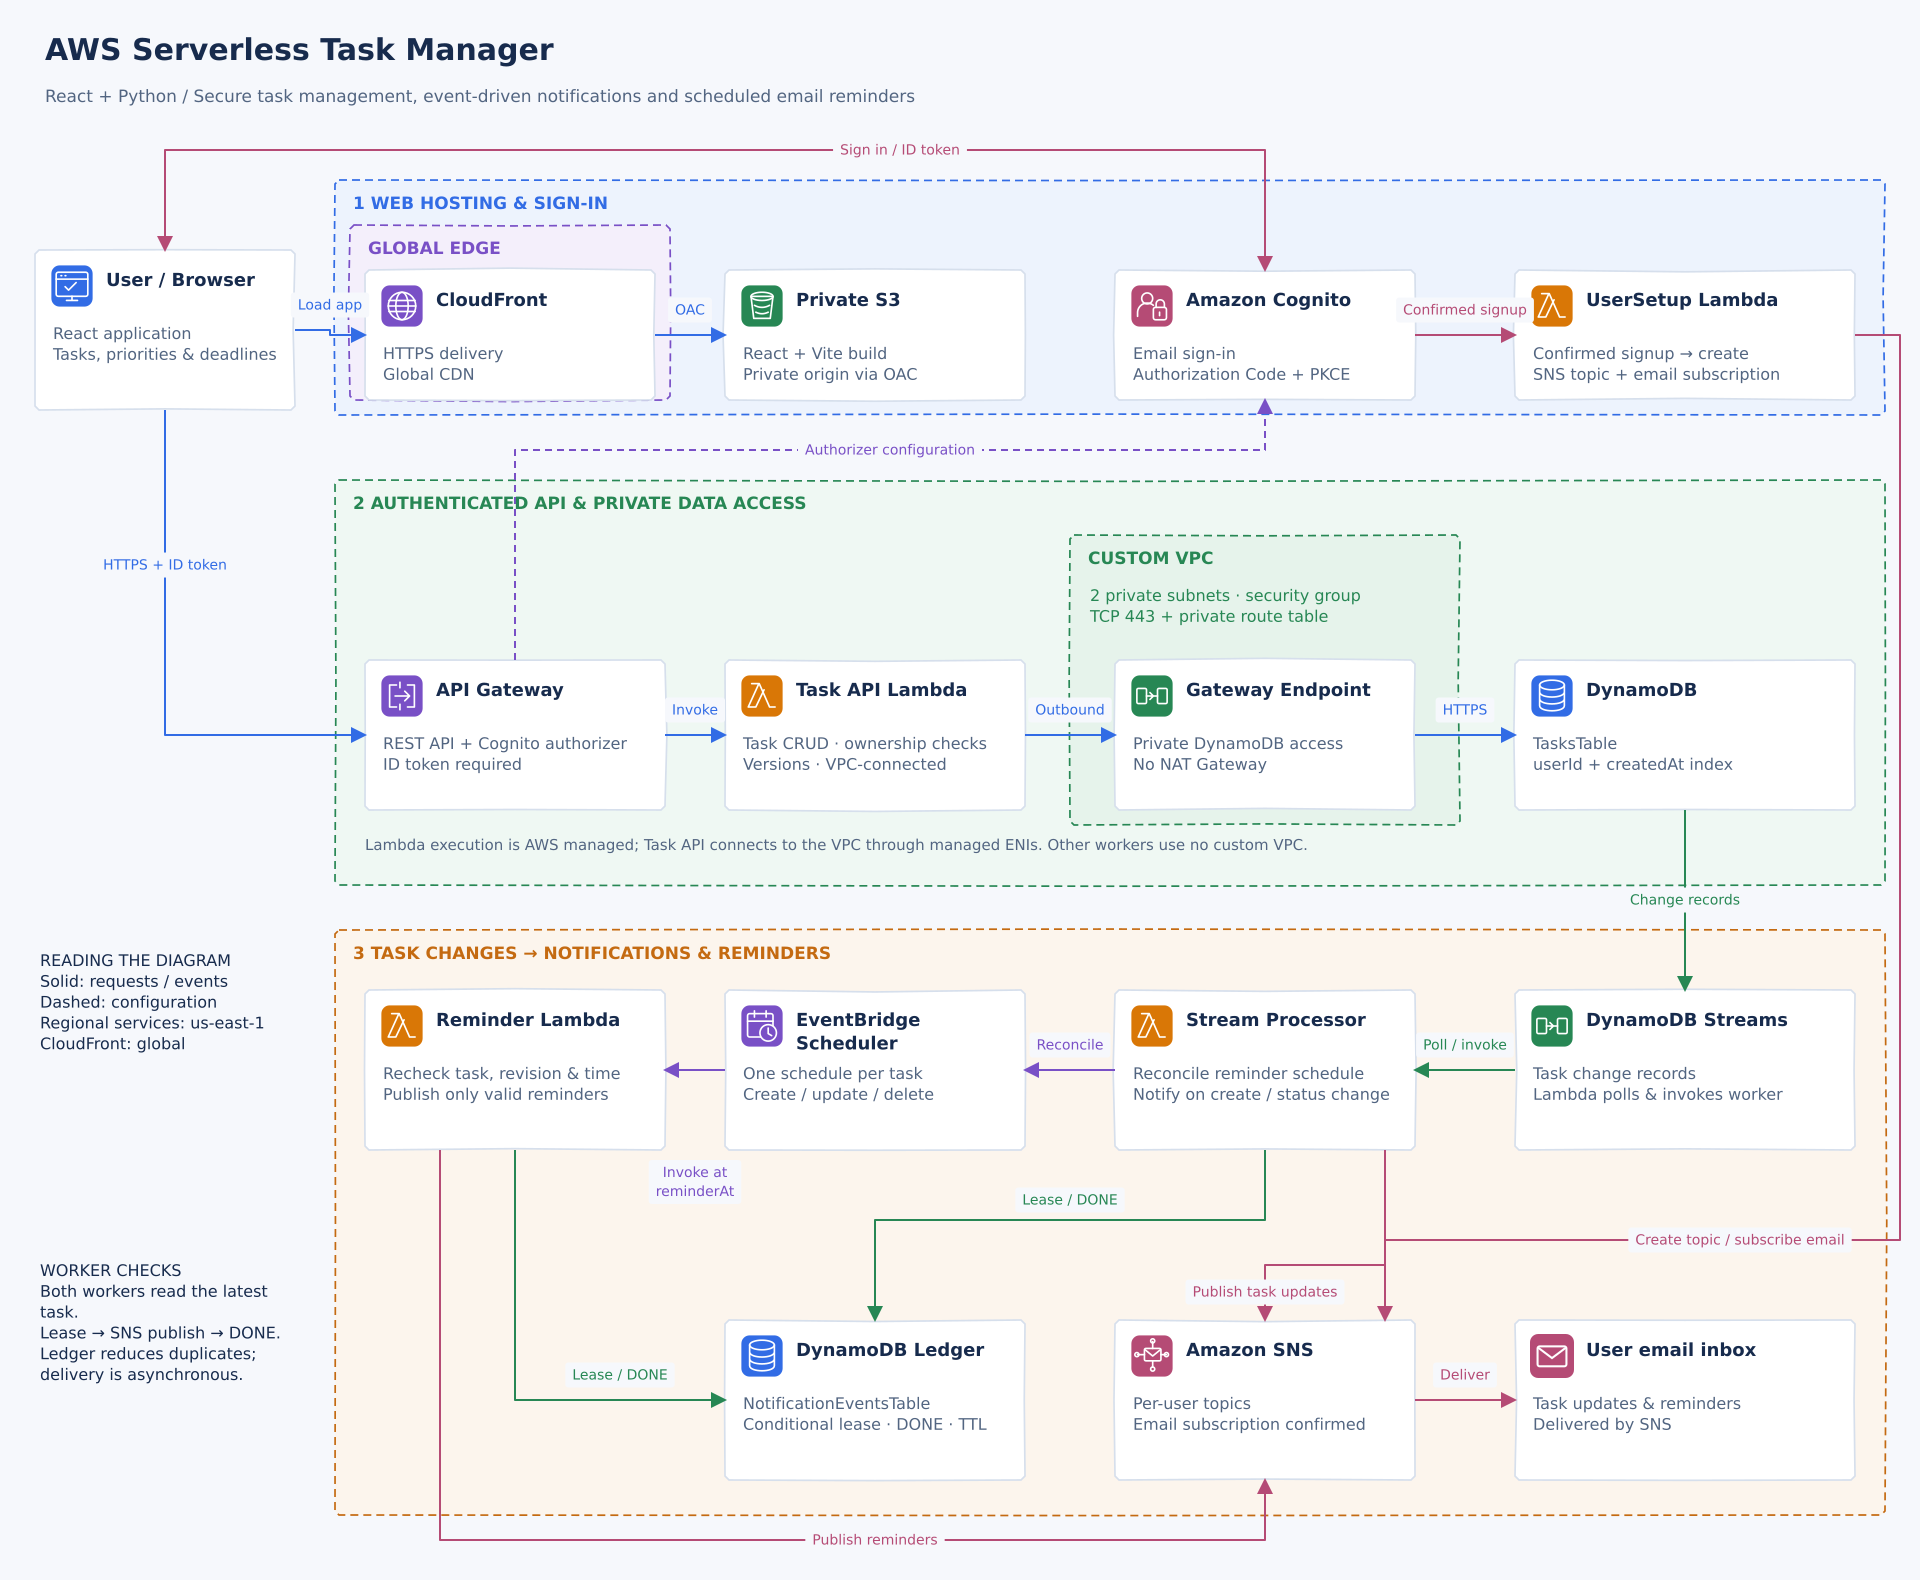 AWS Serverless Task Manager
React + Python / Secure task management, event-driven notifications and scheduled email reminders
Sign in / ID token
1 WEB HOSTING & SIGN-IN
GLOBAL EDGE
User / Browser
React application
Tasks, priorities & deadlines
Load app
CloudFront
HTTPS delivery
Global CDN
OAC
Private S3
React + Vite build
Private origin via OAC
Amazon Cognito
Email sign-in
Authorization Code + PKCE
Confirmed signup
UserSetup Lambda
Confirmed signup → create
SNS topic + email subscription
Authorizer configuration
2 AUTHENTICATED API & PRIVATE DATA ACCESS
HTTPS + ID token
CUSTOM VPC
2 private subnets · security group
TCP 443 + private route table
API Gateway
REST API + Cognito authorizer
ID token required
Invoke
Task API Lambda
Task CRUD · ownership checks
Versions · VPC-connected
Outbound
Gateway Endpoint
Private DynamoDB access
No NAT Gateway
HTTPS
DynamoDB
TasksTable
userId + createdAt index
Lambda execution is AWS managed; Task API connects to the VPC through managed ENIs. Other workers use no custom VPC.
Change records
READING THE DIAGRAM
Solid: requests / events
Dashed: configuration
Regional services: us-east-1
CloudFront: global
3 TASK CHANGES → NOTIFICATIONS & REMINDERS
Reminder Lambda
Recheck task, revision & time
Publish only valid reminders
EventBridge
Scheduler
One schedule per task
Create / update / delete
Reconcile
Stream Processor
Reconcile reminder schedule
Notify on create / status change
Poll / invoke
DynamoDB Streams
Task change records
Lambda polls & invokes worker
Invoke at
reminderAt
Lease / DONE
Create topic / subscribe email
Publish task updates
WORKER CHECKS
Both workers read the latest
task.
Lease → SNS publish → DONE.
Ledger reduces duplicates;
delivery is asynchronous.
Lease / DONE
DynamoDB Ledger
NotificationEventsTable
Conditional lease · DONE · TTL
Amazon SNS
Per-user topics
Email subscription confirmed
Deliver
User email inbox
Task updates & reminders
Delivered by SNS
Publish reminders